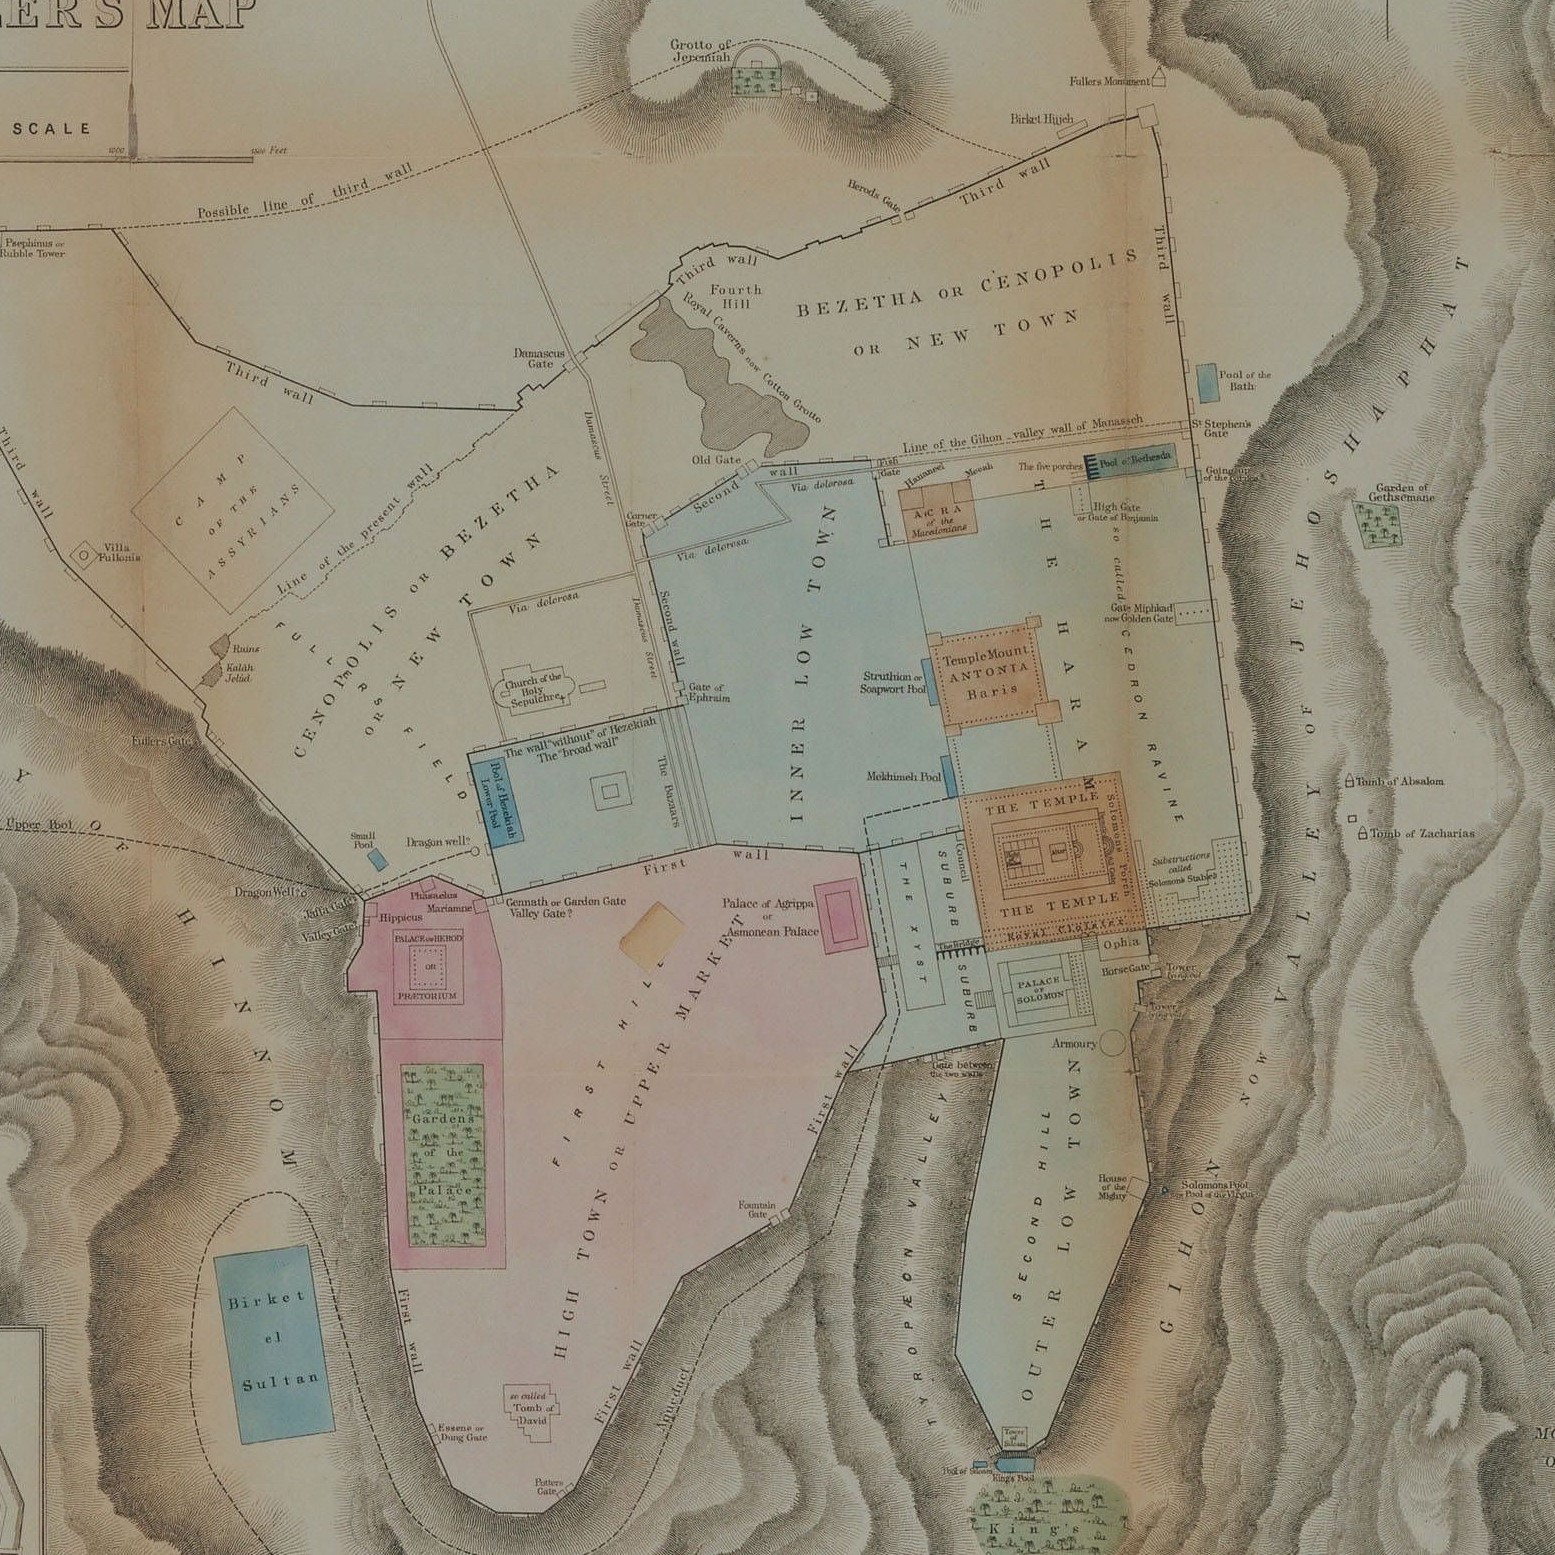 MAP
SCALE
1000
1500 Feet
Grotto of
Jeremiah
Fullers Monument
Birket Hijjeh
Possible line of third wall
Herods Gate
Third wall
Psephinus or
Rubble Tower
Third wall
Fourth
Hill
BEZETHA OR CENOPOLIS
OR NEW TOWN
Third wall
Royal Caverns now Cotton Grotto
Damascus
Gate
Third wall
Pool of the
Bath
Damascus Street
Line of the Gihon-valley wall of Manasseh
St Stephen's
Gate
Third wall
CAMP
OF THE
ASSYRIANS
Line of the present wall
CENOPOLIS OR BEZETHA
OR NEW TOWN
Old Gate
Second wall
Fish
Gate
Via dolorosa
Hananeel
Meeah
The five porches
Pool of Bethesda
Garden of
Gethsemane
Corner
Gate
ACRA
of the
Macedonians
High Gate
or Gate of Benjamin
Villa
Fullonia
Via dolorosa
INNER LOW TOWN
THE HARAM
so called CEDRON RAVINE
VALLEY OF JEHOSHAPHAT
Via dolorosa
Damascus Street
Second wall
Gate Miphkad
now Golden Gate
FULLERS FIELD
Ruins
Kalâh
Jelûd
Church of the
Holy
Sepulchre
Gate of
Ephraim
Struthion or
Soapwort Pool
Temple Mount
ANTONIA
Baris
Fullers Gate
The wall "without" of Hezekiah
The "broad wall"
Pool of Hezekiah
Lower Pool
The Bazaars
Mekhimeh Pool
Tomb of Absalom
Upper Pool
THE TEMPLE
Solomons Porch
Tomb of Zacharias
Small
Pool
Dragon well?
First wall
Council
SUBURB
THE XYST
Substructions
called
Solomons Stables
Dragon Well?
Jaffa Gate
Valley Gate?
Phasaelus
Mariamne
Hippicus
Gennath or Garden Gate
Valley Gate?
Palace of Agrippa
or
Asmonean Palace
THE TEMPLE
Royal Cloisters
PALACE OF HEROD
OR
PRÆTORIUM
The Bridge
Ophla
SUBURB
Horse Gate
Tower
PALACE
OF
SOLOMON
Tower
VALLEY OF HINNOM
FIRST HILL
HIGH TOWN OR UPPER MARKET
Armoury
Gate between
the two walls
First wall
Gardens
of the
Palace
TYROPÆON VALLEY
SECOND HILL
OUTER LOW TOWN
GIHON NOW
House
of the
Mighty
Solomons Pool
or Pool of the Virgin
Fountain
Gate
Birket
el
Sultan
First wall
First wall
Aqueduct
so called
Tomb of
David
Essene or
Dung Gate
Potters
Gate
Tower
of
Siloam
Pool of Siloam
King's Pool
King's